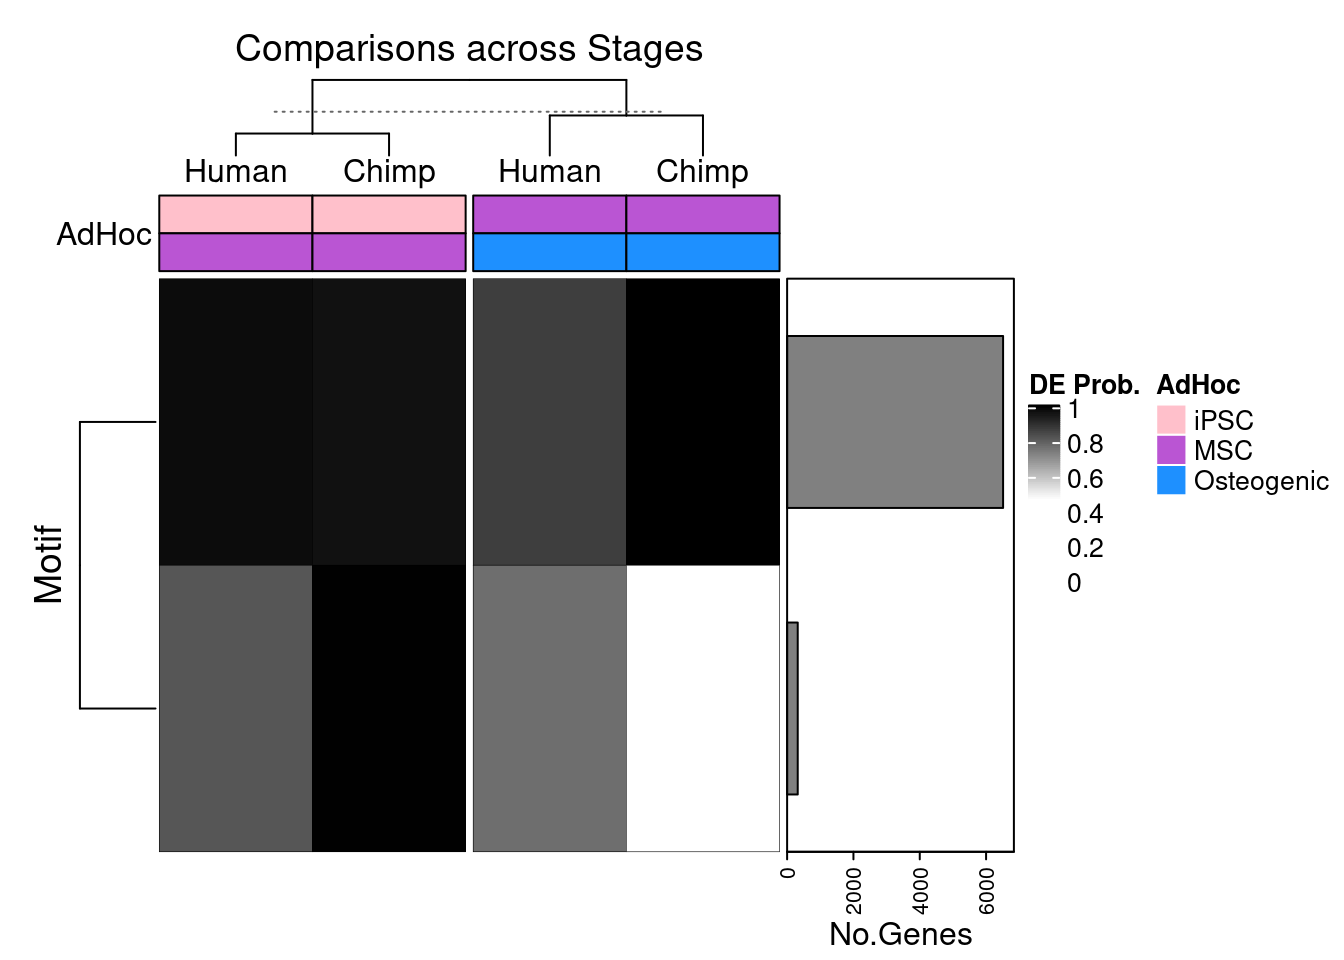 Comparisons across Stages
Human Chimp Human Chimp
AdHoc
Motif
DE Prob.
1
0.8
0.6
0.4
0.2
0
AdHoc
iPSC
MSC
Osteogenic
0 2000 4000 6000
No.Genes